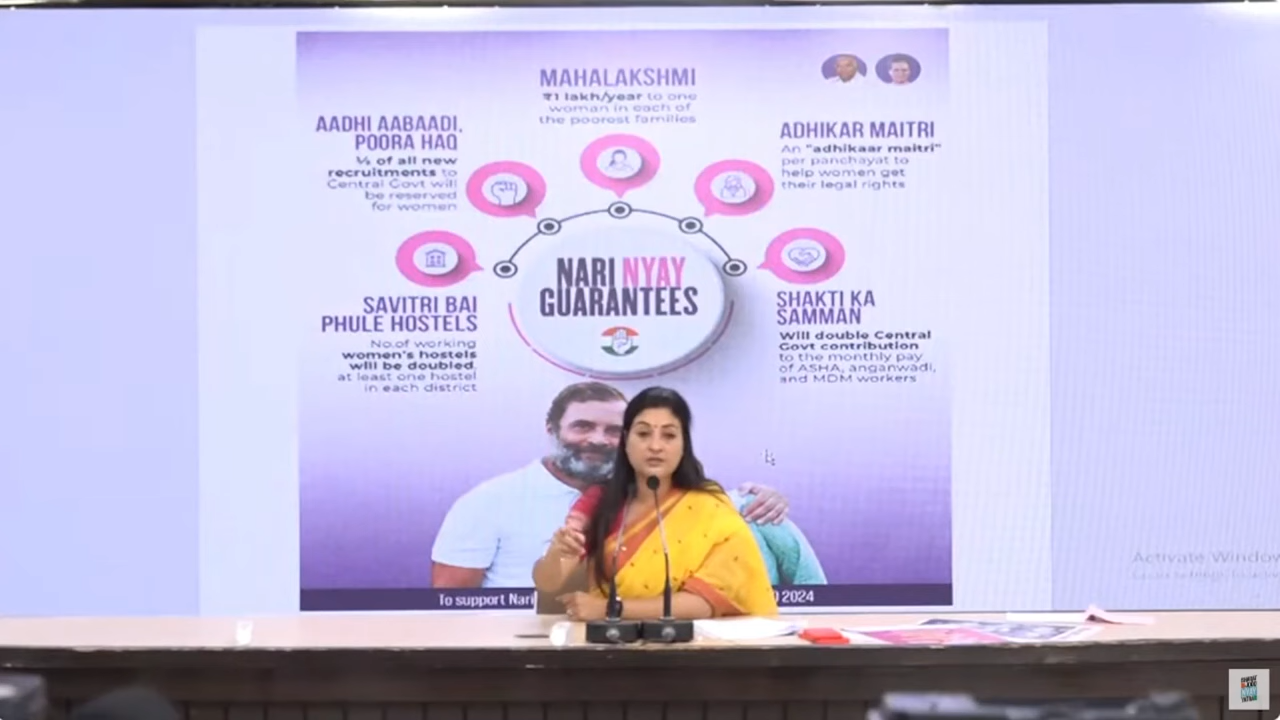 MAHALAKSHMI
₹1 lakh/year to one
woman in each of
the poorest families
AADHI AABAADI,
POORA HAQ
½ of all new
recruitments to
Central Govt will
be reserved
for women
ADHIKAR MAITRI
An "adhikaar maitri"
per panchayat to
help women get
their legal rights
NARI NYAY
GUARANTEES
SAVITRI BAI
PHULE HOSTELS
No.of working
women's hostels
will be doubled,
at least one hostel
in each district
SHAKTI KA
SAMMAN
Will double Central
Govt contribution
to the monthly pay
of ASHA, anganwadi,
and MDM workers
To support Nari
2024
Activate Window